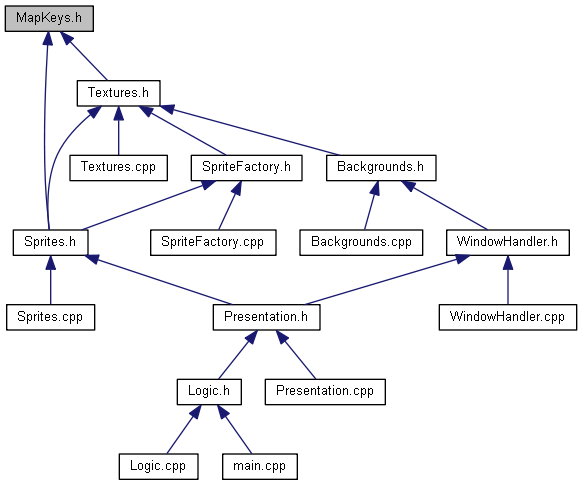 MapKeys.h
Textures.h
Textures.cpp
SpriteFactory.h
Backgrounds.h
Sprites.h
SpriteFactory.cpp
Backgrounds.cpp
WindowHandler.h
Sprites.cpp
Presentation.h
WindowHandler.cpp
Logic.h
Presentation.cpp
Logic.cpp
main.cpp